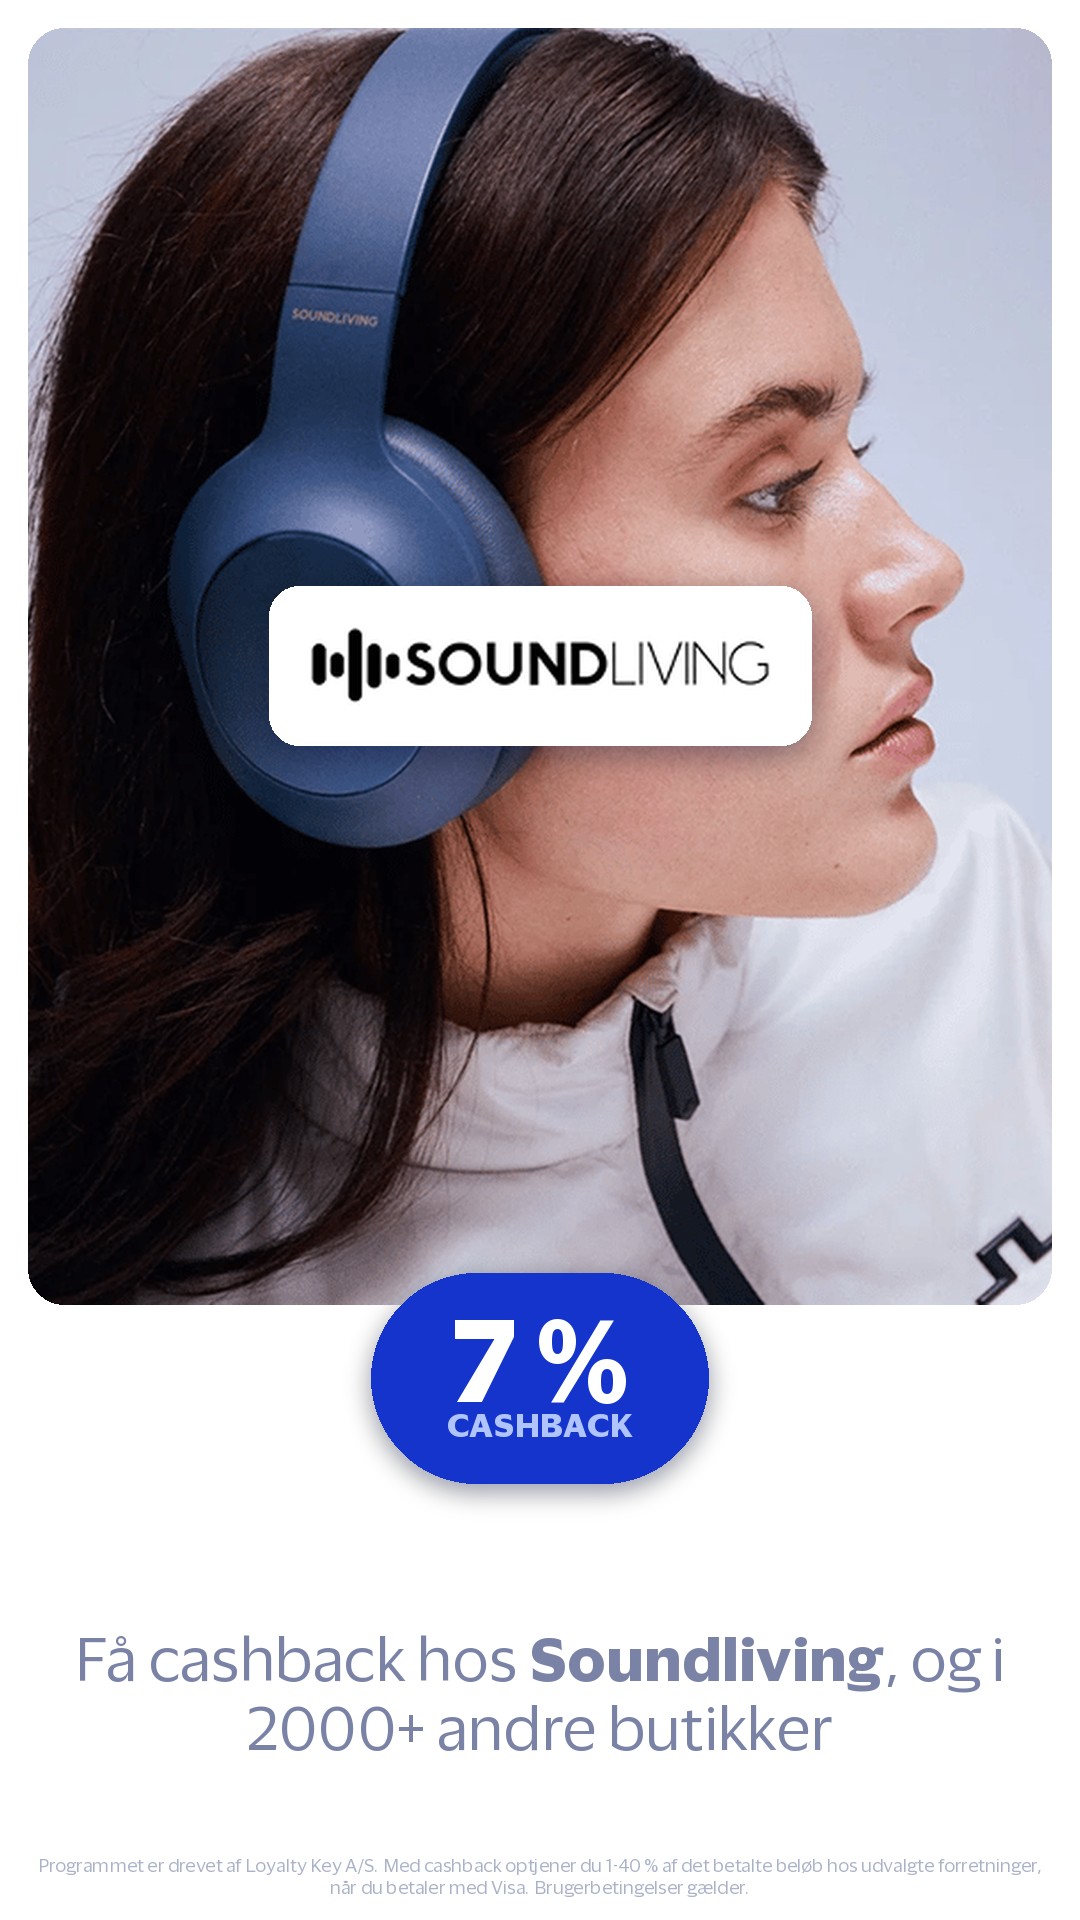 SOUNDLIVING
SOUNDLIVING
7 %
CASHBACK
Få cashback hos Soundliving, og i
2000+ andre butikker
Programmet er drevet af Loyalty Key A/S. Med cashback optjener du 1-40 % af det betalte beløb hos udvalgte forretninger,
når du betaler med Visa. Brugerbetingelser gælder.